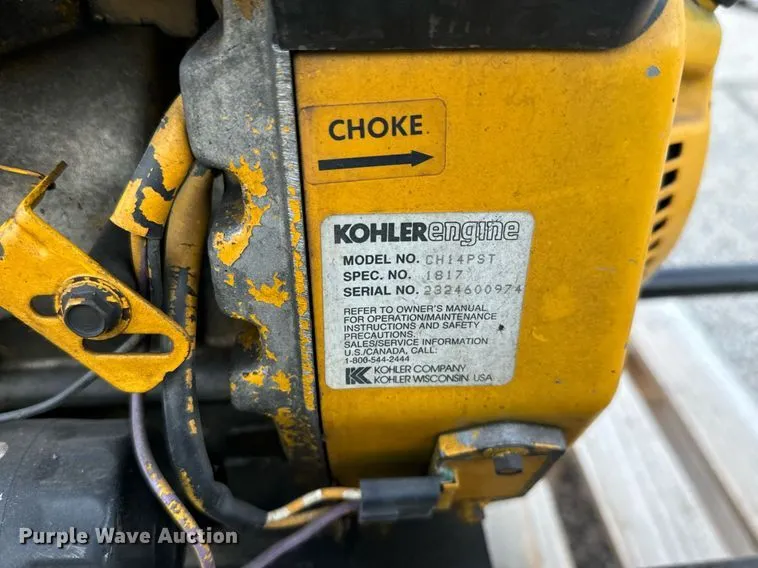 CHOKE
KOHLERengine
MODEL NO. CH14PST
SPEC. NO. 1817
SERIAL NO. 2324600974
REFER TO OWNER'S MANUAL
FOR OPERATION/MAINTENANCE
INSTRUCTIONS AND SAFETY
PRECAUTIONS.
SALES/SERVICE INFORMATION
U.S./CANADA, CALL:
1-800-544-2444
KOHLER COMPANY
KOHLER WISCONSIN USA
Purple Wave Auction